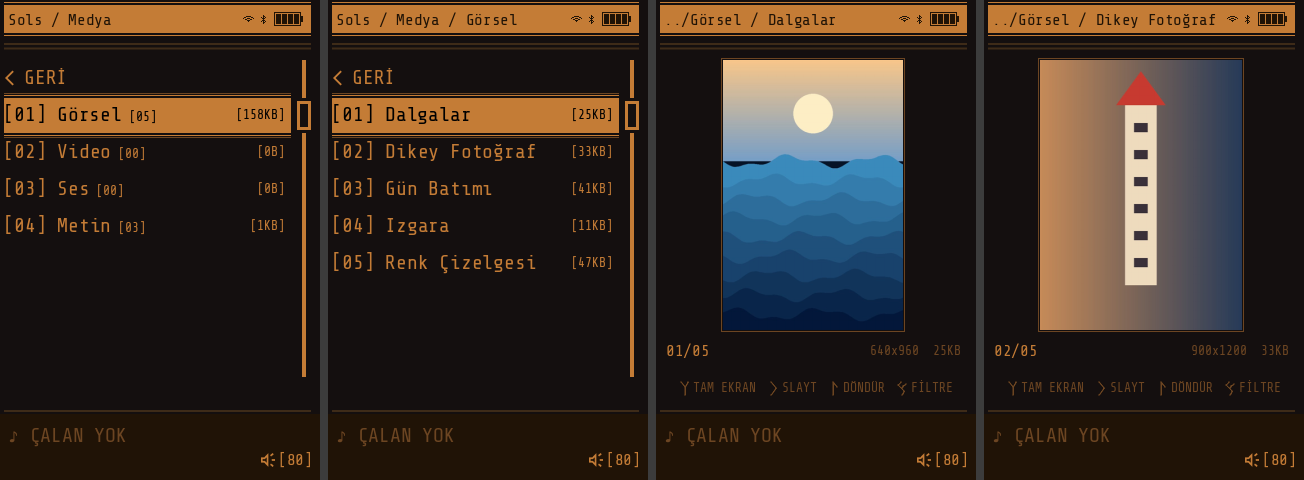 Sols / Medya
GERİ
[01] Görsel [05] [158KB]
[02] Video [00] [0B]
[03] Ses [00] [0B]
[04] Metin [03] [1KB]
♪ ÇALAN YOK
[80]
Sols / Medya / Görsel
GERİ
[01] Dalgalar [25KB]
[02] Dikey Fotoğraf [33KB]
[03] Gün Batımı [41KB]
[04] Izgara [11KB]
[05] Renk Çizelgesi [47KB]
♪ ÇALAN YOK
[80]
../Görsel / Dalgalar
01/05 640x960 25KB
TAM EKRAN SLAYT DÖNDÜR FİLTRE
♪ ÇALAN YOK
[80]
../Görsel / Dikey Fotoğraf
02/05 900x1200 33KB
TAM EKRAN SLAYT DÖNDÜR FİLTRE
♪ ÇALAN YOK
[80]